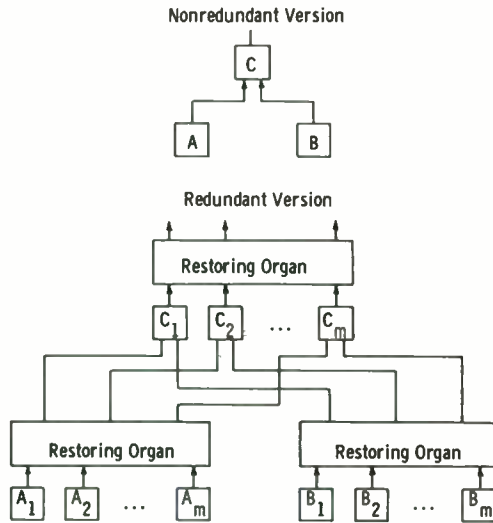 Nonredundant Version
C
A B
Redundant Version
Restoring Organ
C1 C2 ... Cm
Restoring Organ Restoring Organ
A1 A2 ... Am B1 B2 ... Bm